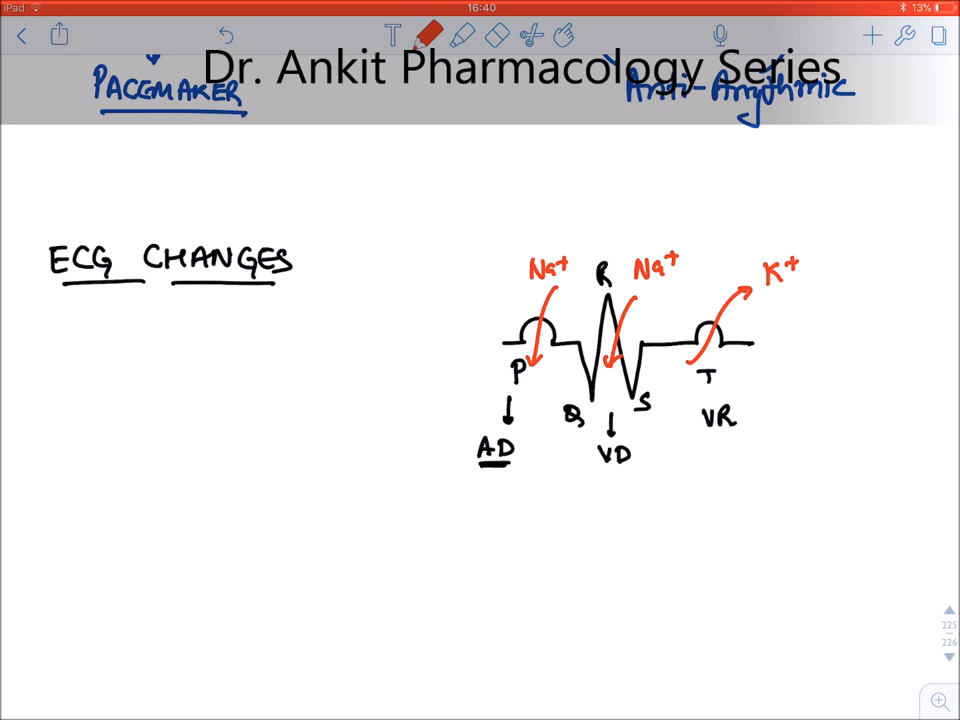 iPad 16:40 13%
T
Dr. Ankit Pharmacology Series
PACEMAKER Anti-Arrythmic
ECG CHANGES
Na+ R Na+ K+
P Q S T
AD VD VR
225
226